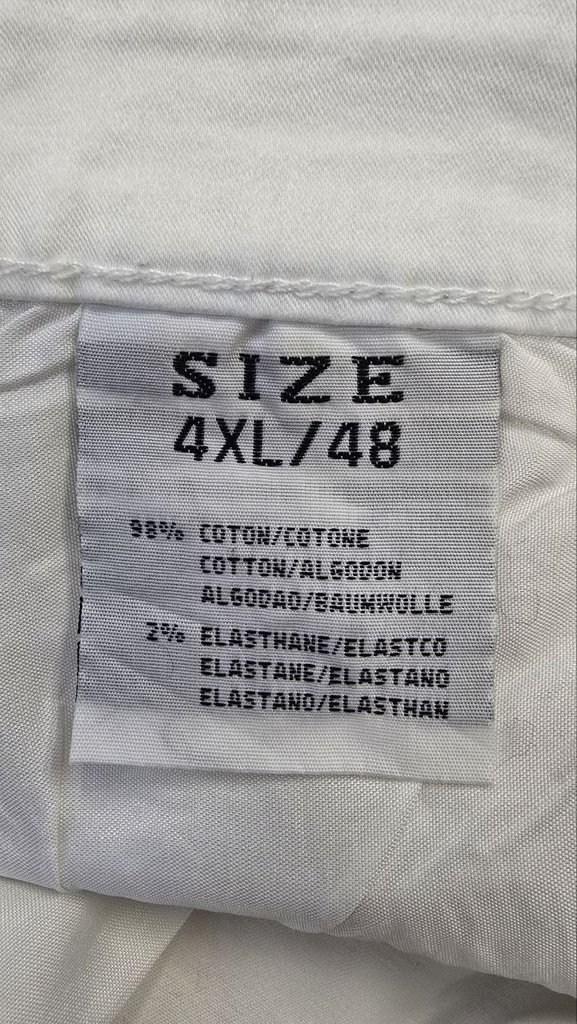 SIZE
4XL/48
98% COTON/COTONE
COTTON/ALGODON
ALGODAO/BAUMWOLLE
2% ELASTHANE/ELASTCO
ELASTANE/ELASTANO
ELASTANO/ELASTHAN